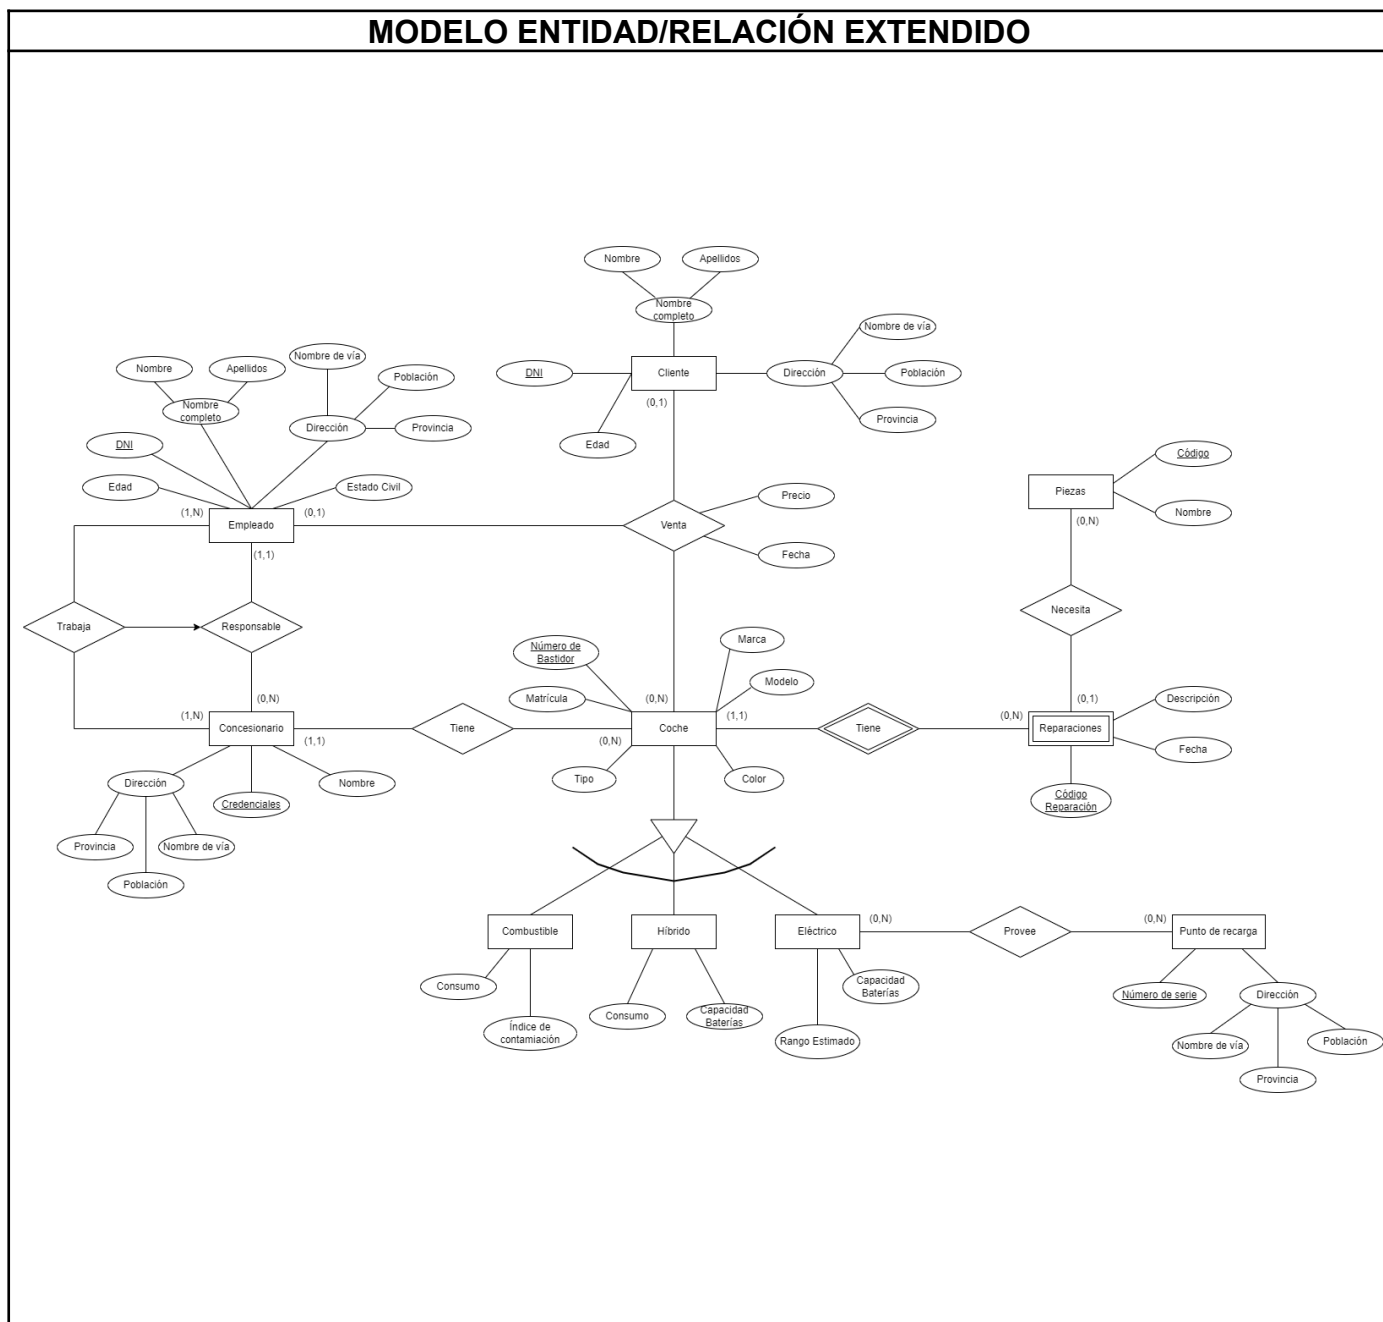 MODELO ENTIDAD/RELACIÓN EXTENDIDO
Nombre
Apellidos
Nombre
completo
Nombre de vía
DNI
Cliente
Dirección
Población
(0,1)
Provincia
Edad
Nombre
Apellidos
Nombre de vía
Población
Nombre
completo
Dirección
Provincia
DNI
Edad
Estado Civil
(1,N)
Empleado
(0,1)
(1,1)
Venta
Precio
Fecha
Piezas
Código
Nombre
(0,N)
Necesita
(0,1)
Trabaja
Responsable
(0,N)
(1,N)
Concesionario
(1,1)
Tiene
(0,N)
Número de
Bastidor
Matrícula
Marca
Modelo
(0,N)
Coche
(1,1)
Tipo
Color
Tiene
(0,N)
Reparaciones
Descripción
Fecha
Código
Reparación
Dirección
Credenciales
Nombre
Provincia
Nombre de vía
Población
Combustible
Híbrido
Eléctrico
(0,N)
Provee
(0,N)
Punto de recarga
Consumo
Índice de
contamiación
Consumo
Capacidad
Baterías
Capacidad
Baterías
Rango Estimado
Número de serie
Dirección
Nombre de vía
Población
Provincia